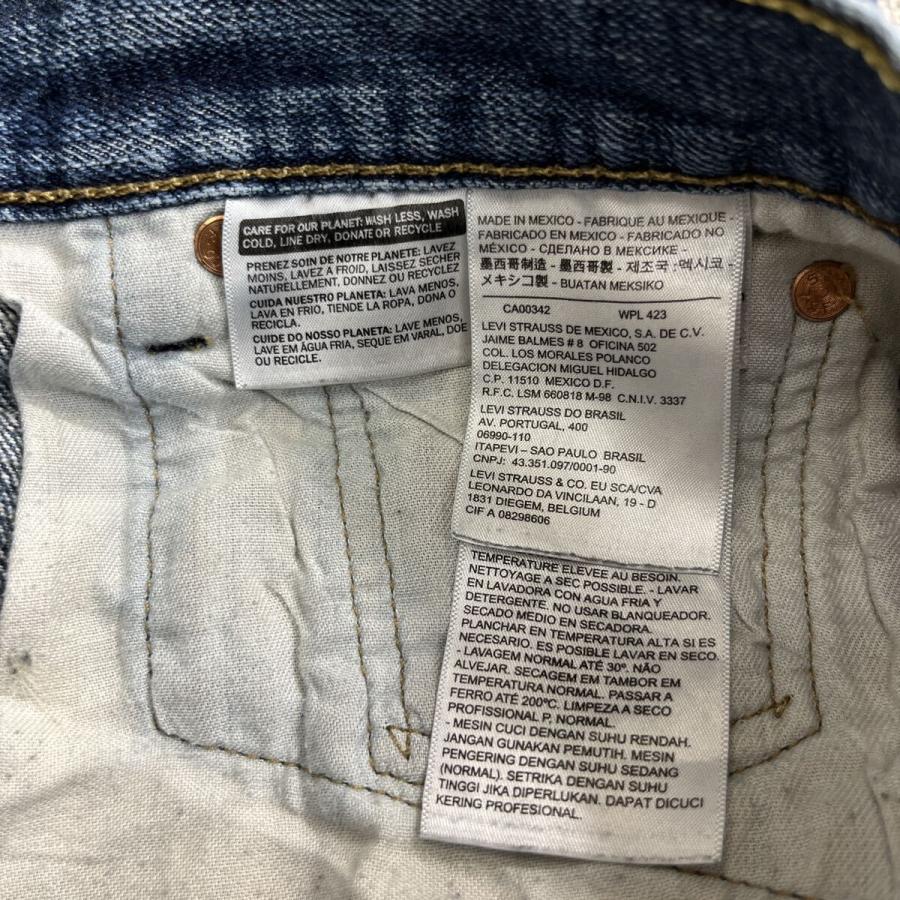 CARE FOR OUR PLANET: WASH LESS, WASH
COLD, LINE DRY, DONATE OR RECYCLE
PRENEZ SOIN DE NOTRE PLANETE: LAVEZ
MOINS, LAVEZ A FROID, LAISSEZ SECHER
NATURELLEMENT, DONNEZ OU RECYCLEZ
CUIDA NUESTRO PLANETA: LAVA MENOS,
LAVA EN FRIO, TIENDE LA ROPA, DONA O
RECICLA.
CUIDE DO NOSSO PLANETA: LAVE MENOS,
LAVE EM ÁGUA FRIA, SEQUE EM VARAL, DOE
OU RECICLE.
MADE IN MEXICO - FABRIQUE AU MEXIQUE -
FABRICADO EN MEXICO - FABRICADO NO
MÉXICO - СДЕЛАНО В МЕКСИКЕ -
墨西哥制造 - 墨西哥製 - 제조국 : 멕시코 -
メキシコ製 - BUATAN MEKSIKO
CA00342 WPL 423
LEVI STRAUSS DE MEXICO, S.A. DE C.V.
JAIME BALMES # 8 OFICINA 502
COL. LOS MORALES POLANCO
DELEGACION MIGUEL HIDALGO
C.P. 11510 MEXICO D.F.
R.F.C. LSM 660818 M-98 C.N.I.V. 3337
LEVI STRAUSS DO BRASIL
AV. PORTUGAL, 400
06990-110
ITAPEVI – SAO PAULO BRASIL
CNPJ: 43.351.097/0001-90
LEVI STRAUSS & CO. EU SCA/CVA
LEONARDO DA VINCILAAN, 19 - D
1831 DIEGEM, BELGIUM
CIF A 08298606
TEMPERATURE ELEVEE AU BESOIN.
NETTOYAGE A SEC POSSIBLE. - LAVAR
EN LAVADORA CON AGUA FRIA Y
DETERGENTE. NO USAR BLANQUEADOR.
SECADO MEDIO EN SECADORA.
PLANCHAR EN TEMPERATURA ALTA SI ES
NECESARIO. ES POSIBLE LAVAR EN SECO.
- LAVAGEM NORMAL ATÉ 30º. NÃO
ALVEJAR. SECAGEM EM TAMBOR EM
TEMPERATURA NORMAL. PASSAR A
FERRO ATÉ 200ºC. LIMPEZA A SECO
PROFISSIONAL P. NORMAL.
- MESIN CUCI DENGAN SUHU RENDAH.
JANGAN GUNAKAN PEMUTIH. MESIN
PENGERING DENGAN SUHU SEDANG
(NORMAL). SETRIKA DENGAN SUHU
TINGGI JIKA DIPERLUKAN. DAPAT DICUCI
KERING PROFESIONAL.